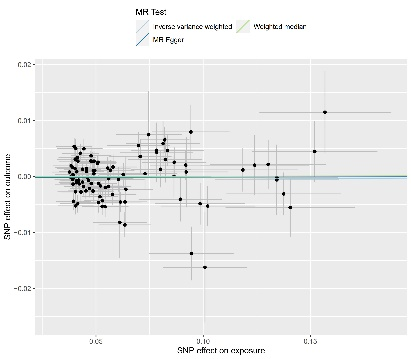 MR Test
Inverse variance weighted
Weighted median
MR Egger
0.02
0.01
0.00
−0.01
−0.02
SNP effect on outcome
0.05
0.10
0.15
SNP effect on exposure